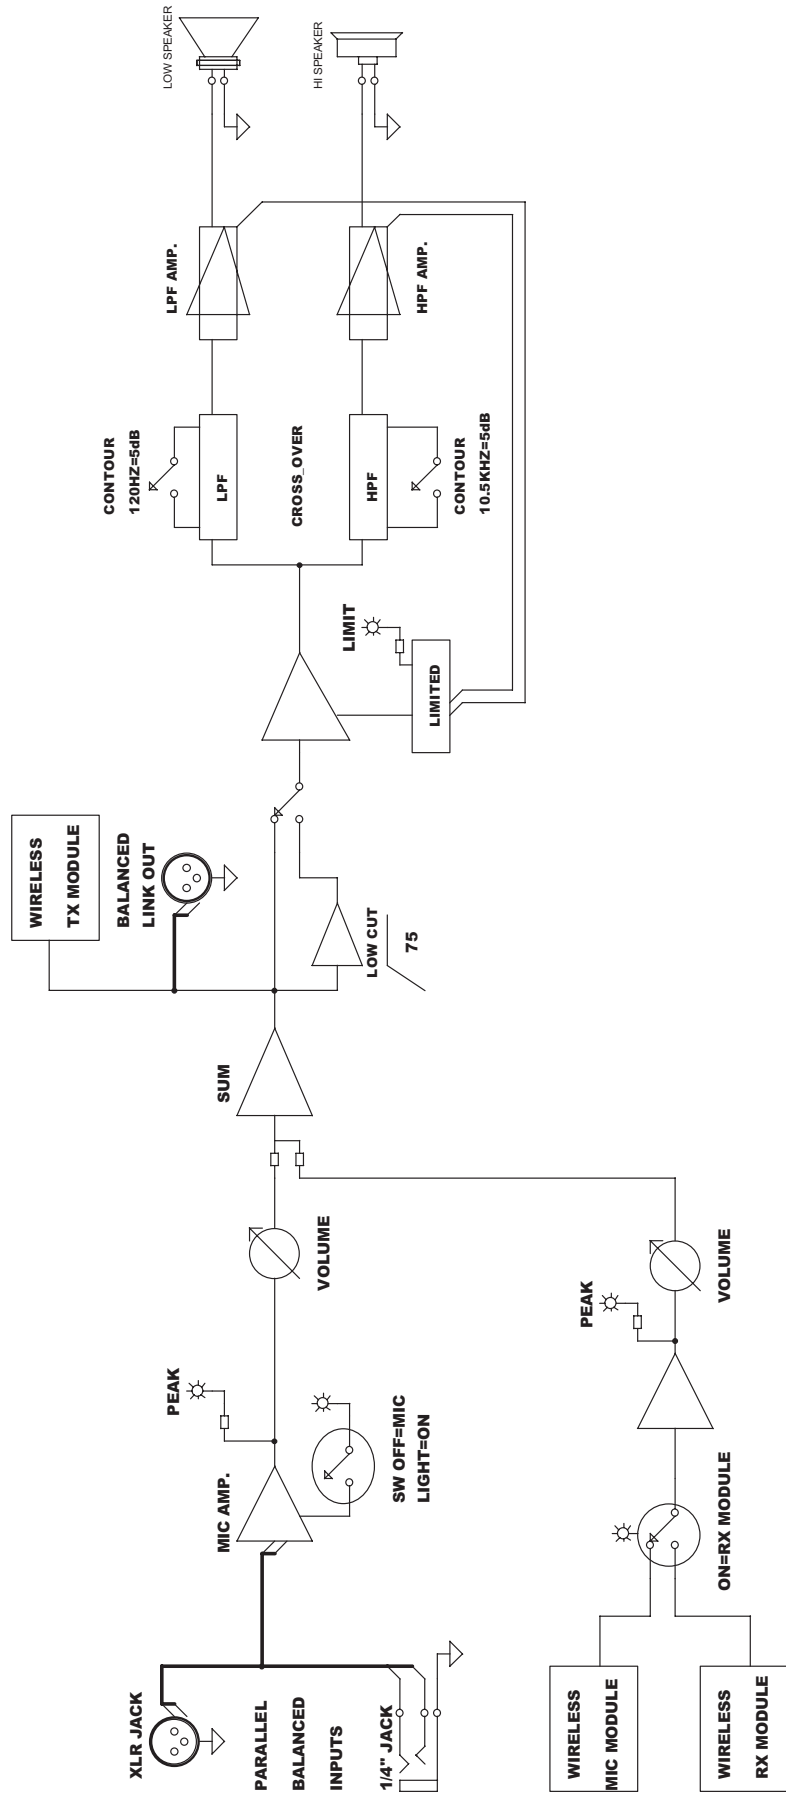 XLR JACK
PARALLEL
BALANCED
INPUTS
1/4" JACK
WIRELESS
MIC MODULE
WIRELESS
RX MODULE
MIC AMP.
PEAK
SW OFF=MIC
LIGHT=ON
ON=RX MODULE
PEAK
VOLUME
VOLUME
SUM
WIRELESS
TX MODULE
BALANCED
LINK OUT
LOW CUT
75
LIMIT
LIMITED
CONTOUR
120HZ=5dB
LPF
CROSS_OVER
HPF
CONTOUR
10.5KHZ=5dB
LPF AMP.
HPF AMP.
LOW SPEAKER
HI SPEAKER